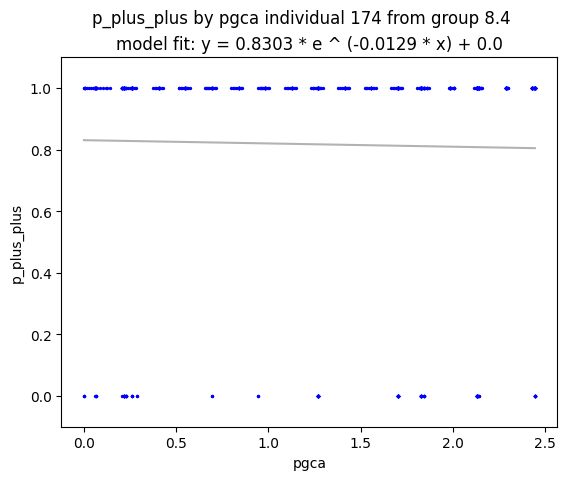 p_plus_plus by pgca individual 174 from group 8.4
model fit: y = 0.8303 * e ^ (-0.0129 * x) + 0.0
1.0
0.8
0.6
0.4
0.2
0.0
p_plus_plus
0.0 0.5 1.0 1.5 2.0 2.5
pgca